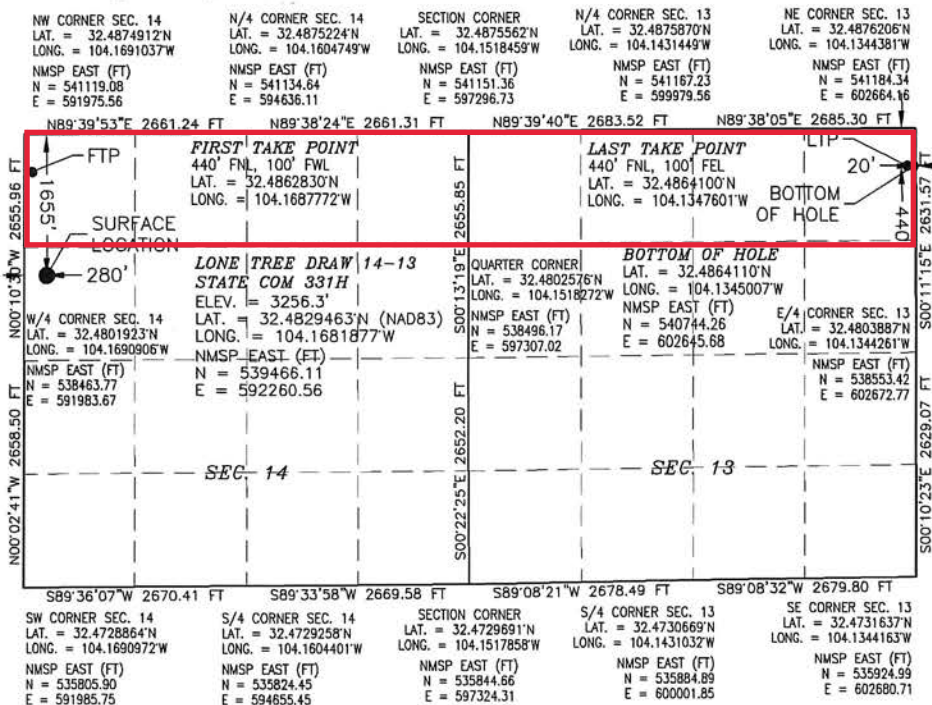 NW CORNER SEC. 14
LAT. = 32.4874912°N
LONG. = 104.1691037°W
NMSP EAST (FT)
N = 541119.08
E = 591975.56
N/4 CORNER SEC. 14
LAT. = 32.4875224°N
LONG. = 104.1604749°W
NMSP EAST (FT)
N = 541134.64
E = 594636.11
SECTION CORNER
LAT. = 32.4875562°N
LONG. = 104.1518459°W
NMSP EAST (FT)
N = 541151.36
E = 597296.73
N/4 CORNER SEC. 13
LAT. = 32.4875870°N
LONG. = 104.1431449°W
NMSP EAST (FT)
N = 541167.23
E = 599979.56
NE CORNER SEC. 13
LAT. = 32.4876206°N
LONG. = 104.1344381°W
NMSP EAST (FT)
N = 541184.34
E = 602664.16
N89°39'53"E 2661.24 FT
N89°38'24"E 2661.31 FT
N89°39'40"E 2683.52 FT
N89°38'05"E 2685.30 FT
FTP
1655'
SURFACE
LOCATION
280'
FIRST TAKE POINT
440' FNL, 100' FWL
LAT. = 32.4862830°N
LONG. = 104.1687772°W
LAST TAKE POINT
440' FNL, 100' FEL
LAT. = 32.4864100°N
LONG. = 104.1347601°W
LTP
20'
BOTTOM
OF HOLE
440'
LONE TREE DRAW 14-13
STATE COM 331H
ELEV. = 3256.3'
LAT. = 32.4829463°N (NAD83)
LONG. = 104.1681877°W
NMSP EAST (FT)
N = 539466.11
E = 592260.56
QUARTER CORNER
LAT. = 32.4802576°N
LONG. = 104.1518272°W
NMSP EAST (FT)
N = 538496.17
E = 597307.02
BOTTOM OF HOLE
LAT. = 32.4864110°N
LONG. = 104.1345007°W
NMSP EAST (FT)
N = 540744.26
E = 602645.68
W/4 CORNER SEC. 14
LAT. = 32.4801923°N
LONG. = 104.1690906°W
NMSP EAST (FT)
N = 538463.77
E = 591983.67
E/4 CORNER SEC. 13
LAT. = 32.4803887°N
LONG. = 104.1344261°W
NMSP EAST (FT)
N = 538553.42
E = 602672.77
N00°10'30"W 2655.96 FT
N00°02'41"W 2658.50 FT
S00°13'19"E 2655.85 FT
S00°22'25"E 2652.20 FT
S00°11'15"E 2631.57 FT
S00°10'23"E 2629.07 FT
SEC. 14
SEC. 13
S89°36'07"W 2670.41 FT
S89°33'58"W 2669.58 FT
S89°08'21"W 2678.49 FT
S89°08'32"W 2679.80 FT
SW CORNER SEC. 14
LAT. = 32.4728864°N
LONG. = 104.1690972°W
NMSP EAST (FT)
N = 535805.90
E = 591985.75
S/4 CORNER SEC. 14
LAT. = 32.4729258°N
LONG. = 104.1604401°W
NMSP EAST (FT)
N = 535824.45
E = 594655.45
SECTION CORNER
LAT. = 32.4729691°N
LONG. = 104.1517858°W
NMSP EAST (FT)
N = 535844.66
E = 597324.31
S/4 CORNER SEC. 13
LAT. = 32.4730669°N
LONG. = 104.1431032°W
NMSP EAST (FT)
N = 535884.89
E = 600001.85
SE CORNER SEC. 13
LAT. = 32.4731637°N
LONG. = 104.1344163°W
NMSP EAST (FT)
N = 535924.99
E = 602680.71